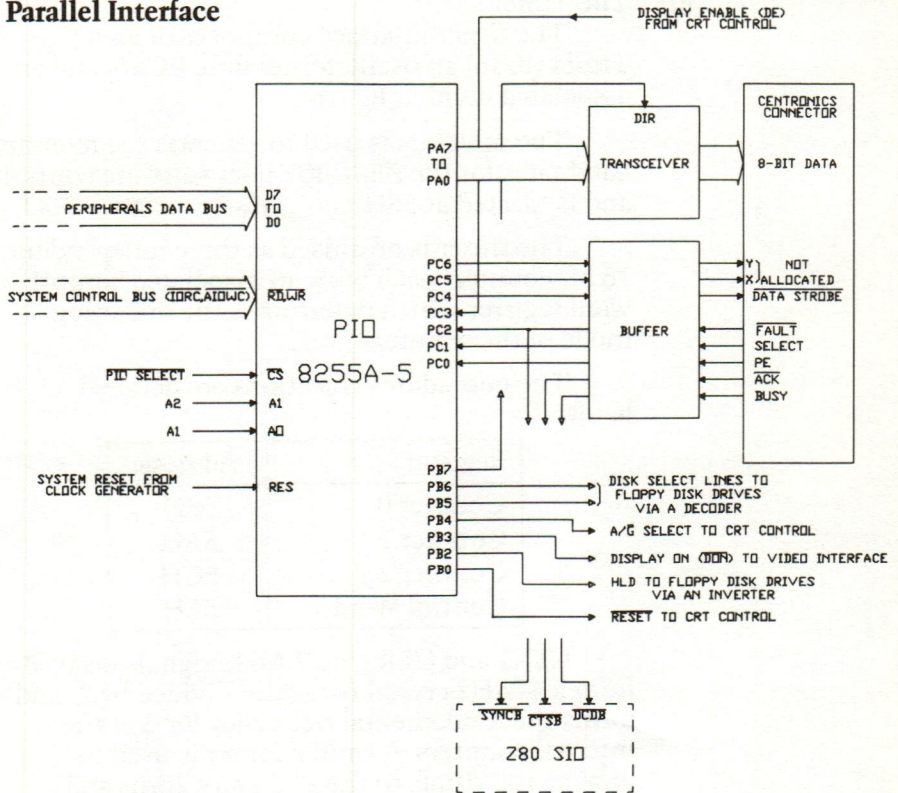 Parallel Interface
DISPLAY ENABLE (DE)
FROM CRT CONTROL
CENTRONICS
CONNECTOR
DIR
PA7
TO
PA0
TRANSCEIVER
8-BIT DATA
D7
TO
D0
PERIPHERALS DATA BUS
PC6
PC5
PC4
PC3
PC2
PC1
PC0
Y
X
NOT
ALLOCATED
DATA STROBE
SYSTEM CONTROL BUS (IORC,AIOWC)
RD,WR
BUFFER
FAULT
SELECT
PE
ACK
BUSY
PIO
8255A-5
PIO SELECT
CS
A2
A1
A1
A0
SYSTEM RESET FROM
CLOCK GENERATOR
RES
PB7
PB6
PB5
PB4
PB3
PB2
PB0
DISK SELECT LINES TO
FLOPPY DISK DRIVES
VIA A DECODER
A/G SELECT TO CRT CONTROL
DISPLAY ON (DON) TO VIDEO INTERFACE
HLD TO FLOPPY DISK DRIVES
VIA AN INVERTER
RESET TO CRT CONTROL
SYNCB CTSB DCDB
Z80 SIO